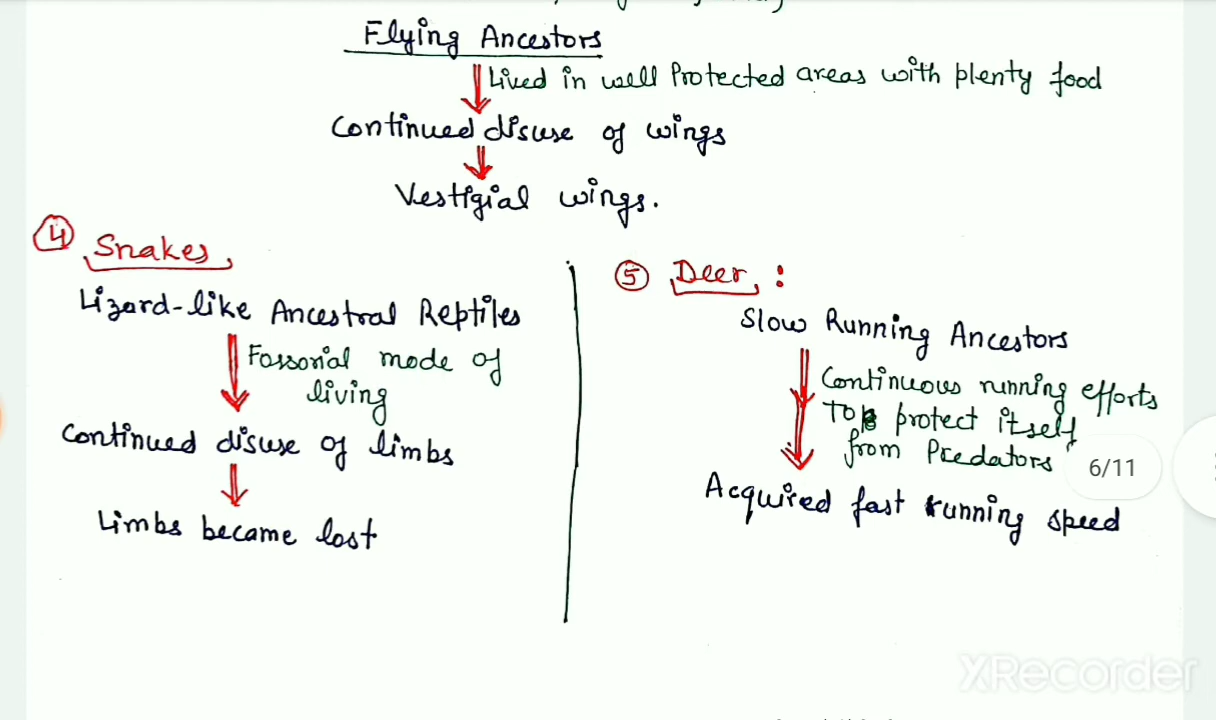 Flying Ancestors
Lived in well Protected areas with plenty food
Continued disuse of wings
Vestigial wings.
4 Snakes
Lizard-like Ancestral Reptiles
Fossorial mode of
living
Continued disuse of limbs
Limbs became lost
5 Deer :
Slow Running Ancestors
Continuous running efforts
To protect itself
from Predators
Acquired fast running speed
6/11
XRecorder